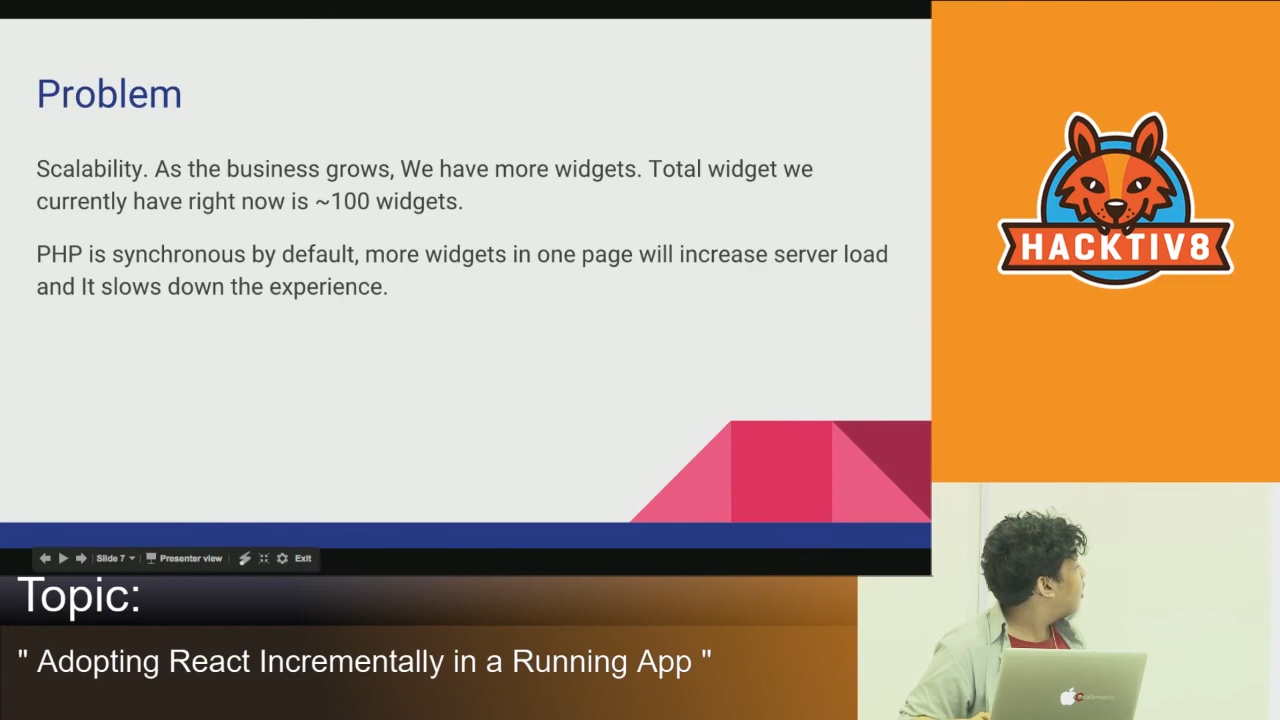 Problem
Scalability. As the business grows, We have more widgets. Total widget we
currently have right now is ~100 widgets.
PHP is synchronous by default, more widgets in one page will increase server load
and It slows down the experience.
HACKTIV8
Slide 7
Presenter view
Exit
Topic:
" Adopting React Incrementally in a Running App "